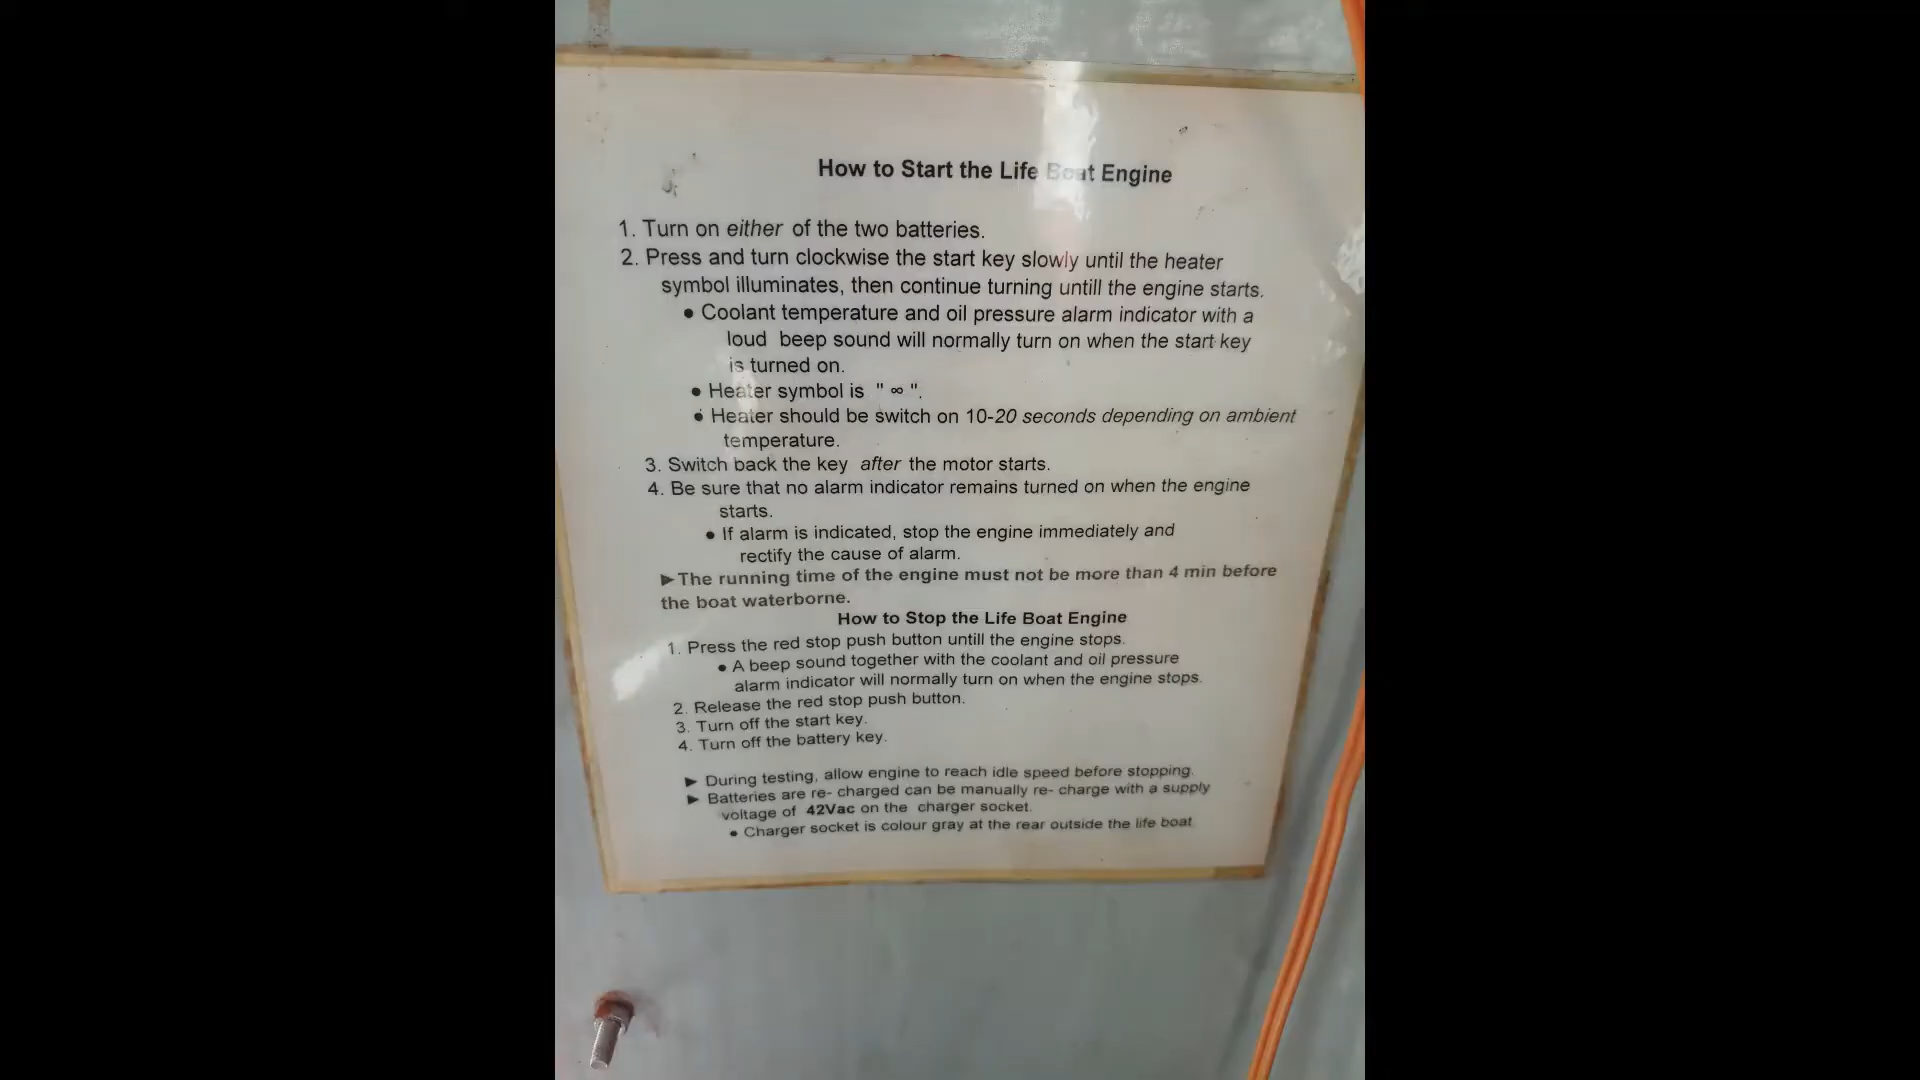 How to Start the Life Boat Engine
1. Turn on either of the two batteries.
2. Press and turn clockwise the start key slowly until the heater
symbol illuminates, then continue turning untill the engine starts.
● Coolant temperature and oil pressure alarm indicator with a
loud beep sound will normally turn on when the start key
is turned on.
● Heater symbol is " ∞ ".
● Heater should be switch on 10-20 seconds depending on ambient
temperature.
3. Switch back the key after the motor starts.
4. Be sure that no alarm indicator remains turned on when the engine
starts.
● If alarm is indicated, stop the engine immediately and
rectify the cause of alarm.
►The running time of the engine must not be more than 4 min before
the boat waterborne.
How to Stop the Life Boat Engine
1. Press the red stop push button untill the engine stops.
● A beep sound together with the coolant and oil pressure
alarm indicator will normally turn on when the engine stops.
2. Release the red stop push button.
3. Turn off the start key.
4. Turn off the battery key.
► During testing, allow engine to reach idle speed before stopping.
► Batteries are re- charged can be manually re- charge with a supply
voltage of 42Vac on the charger socket.
● Charger socket is colour gray at the rear outside the life boat